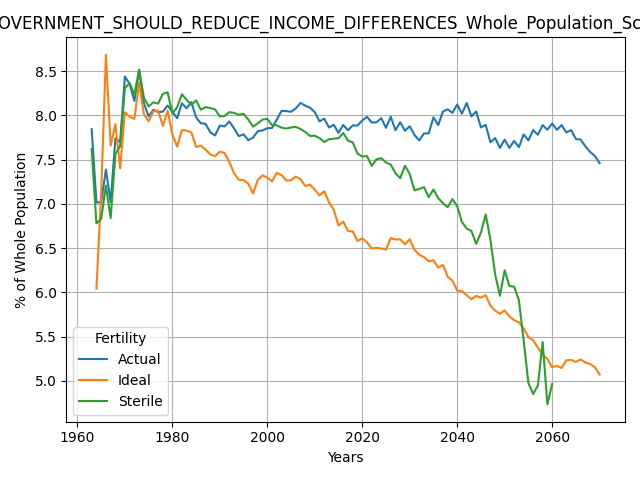 OVERNMENT_SHOULD_REDUCE_INCOME_DIFFERENCES_Whole_Population_Sc
% of Whole Population
8.5
8.0
7.5
7.0
6.5
6.0
5.5
5.0
Fertility
Actual
Ideal
Sterile
1960 1980 2000 2020 2040 2060
Years